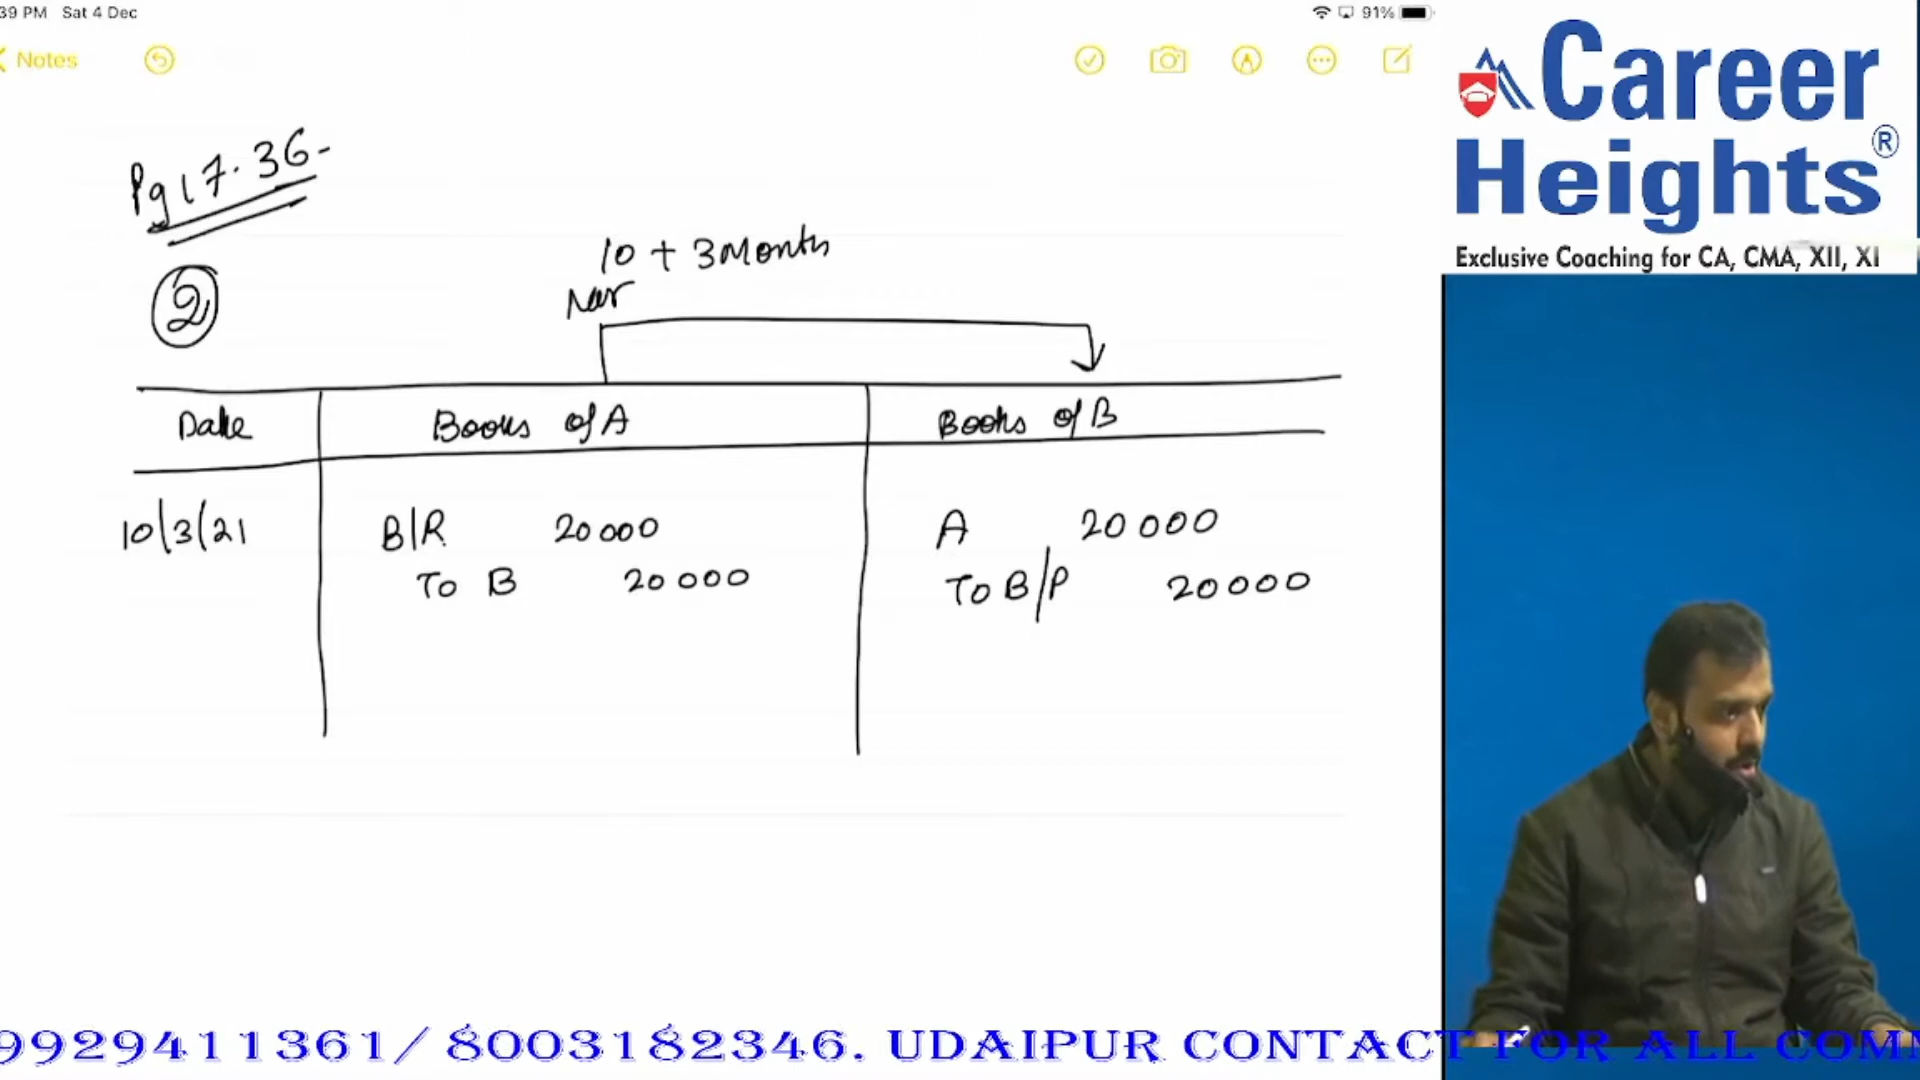 39 PM Sat 4 Dec
91%
Notes
Pg 17.36-
2
10 + 3 Months
Mar
Date Books of A Books of B
10/3/21 B/R 20000 A 20000
To B 20000 To B/P 20000
Career
Heights®
Exclusive Coaching for CA, CMA, XII, XI
9929411361/ 8003182346. UDAIPUR CONTACT FOR ALL COM